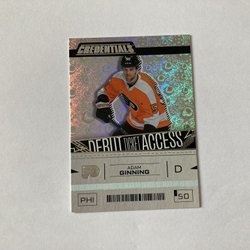 CREDENTIALS
DEBUT TICKET ACCESS
ADAM
GINNING
D
PHI
50